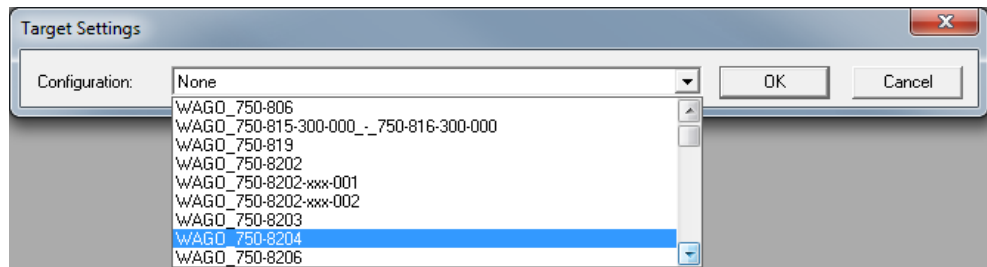 Target Settings
Configuration: None OK Cancel
WAGO_750-806
WAGO_750-815-300-000_-_750-816-300-000
WAGO_750-819
WAGO_750-8202
WAGO_750-8202-xxx-001
WAGO_750-8202-xxx-002
WAGO_750-8203
WAGO_750-8204
WAGO_750-8206